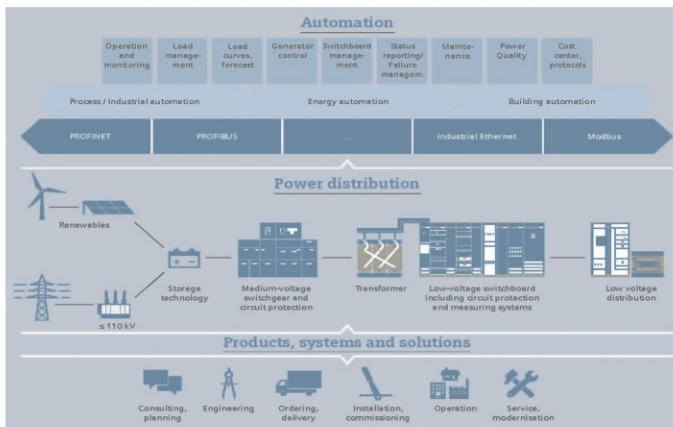 Automation
Operation and monitoring
Load manage-ment
Load curves, forecast
Generator control
Switchboard manage-ment
Status reporting/ Failure managem.
Mainte-nance
Power Quality
Cost center, protocols
Process / Industrial automation
Energy automation
Building automation
PROFINET
PROFIBUS
...
Industrial Ethernet
Modbus
Power distribution
Renewables
≤ 110 kV
Storage technology
Medium-voltage switchgeer and circuit protection
Transformer
Low-voltage switchboard including circuit protection and measuring systems
Low voltage distribution
Products, systems and solutions
Consulting, planning
Engineering
Ordering, delivery
Installation, commissioning
Operation
Service, modernisation